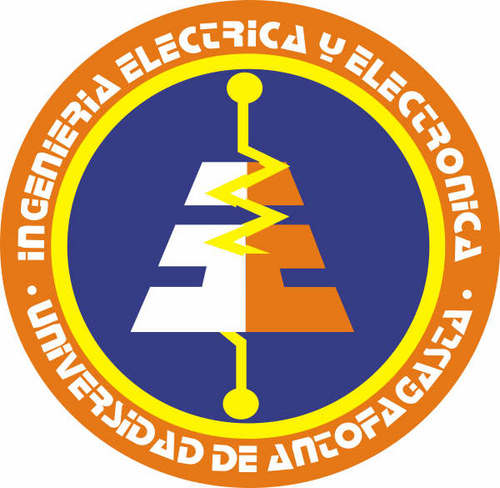 INGENIERIA ELECTRICA Y ELECTRONICA
• UNIVERSIDAD DE ANTOFAGASTA •